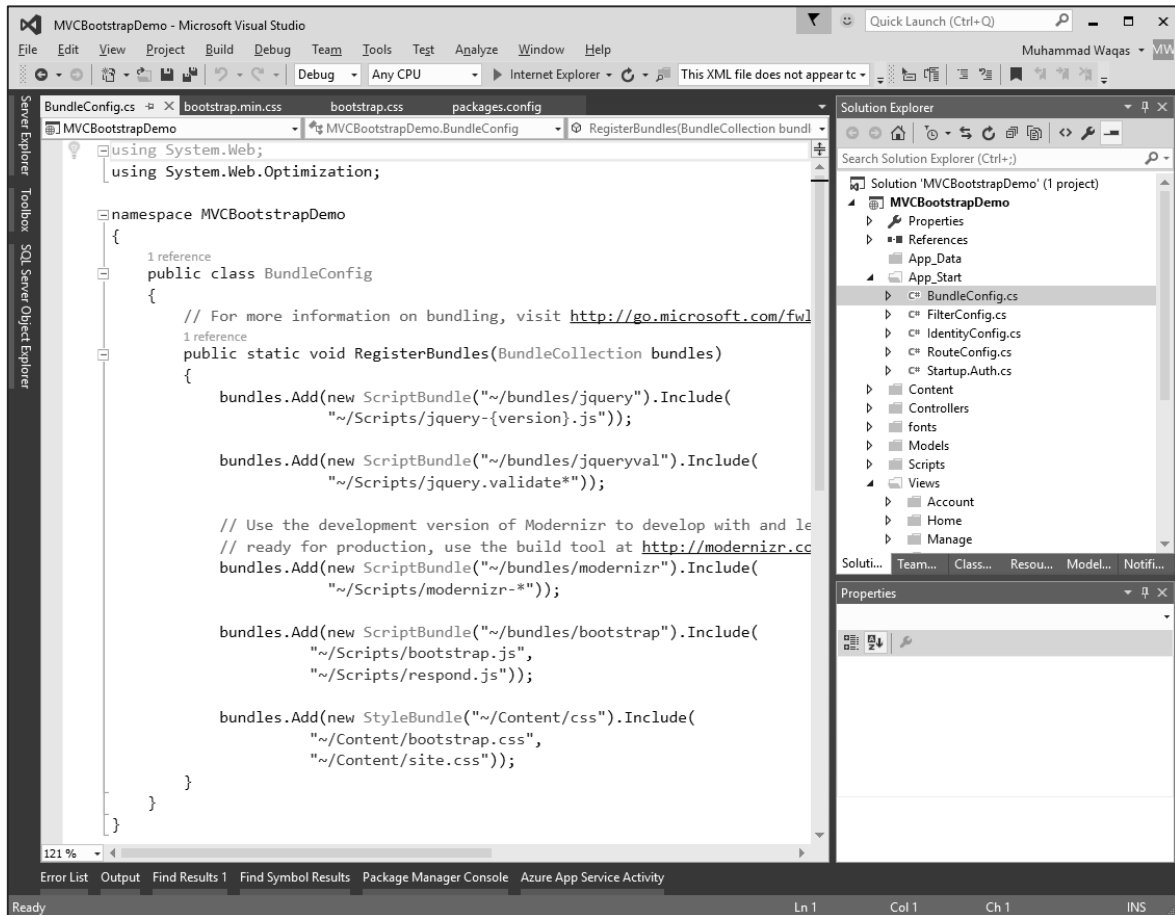 MVCBootstrapDemo - Microsoft Visual Studio
Quick Launch (Ctrl+Q)
File Edit View Project Build Debug Team Tools Test Analyze Window Help
Muhammad Waqas MW
Debug Any CPU Internet Explorer This XML file does not appear to
Server Explorer
Toolbox
SQL Server Object Explorer
BundleConfig.cs bootstrap.min.css bootstrap.css packages.config
MVCBootstrapDemo MVCBootstrapDemo.BundleConfig RegisterBundles(BundleCollection bundl
using System.Web;
using System.Web.Optimization;
namespace MVCBootstrapDemo
{
1 reference
public class BundleConfig
{
// For more information on bundling, visit http://go.microsoft.com/fwl
1 reference
public static void RegisterBundles(BundleCollection bundles)
{
bundles.Add(new ScriptBundle("~/bundles/jquery").Include(
"~/Scripts/jquery-{version}.js"));
bundles.Add(new ScriptBundle("~/bundles/jqueryval").Include(
"~/Scripts/jquery.validate*"));
// Use the development version of Modernizr to develop with and le
// ready for production, use the build tool at http://modernizr.co
bundles.Add(new ScriptBundle("~/bundles/modernizr").Include(
"~/Scripts/modernizr-*"));
bundles.Add(new ScriptBundle("~/bundles/bootstrap").Include(
"~/Scripts/bootstrap.js",
"~/Scripts/respond.js"));
bundles.Add(new StyleBundle("~/Content/css").Include(
"~/Content/bootstrap.css",
"~/Content/site.css"));
}
}
}
121 %
Solution Explorer
Search Solution Explorer (Ctrl+;)
Solution 'MVCBootstrapDemo' (1 project)
MVCBootstrapDemo
Properties
References
App_Data
App_Start
C# BundleConfig.cs
C# FilterConfig.cs
C# IdentityConfig.cs
C# RouteConfig.cs
C# Startup.Auth.cs
Content
Controllers
fonts
Models
Scripts
Views
Account
Home
Manage
Soluti... Team... Class... Resou... Model... Notifi...
Properties
Error List Output Find Results 1 Find Symbol Results Package Manager Console Azure App Service Activity
Ready Ln 1 Col 1 Ch 1 INS